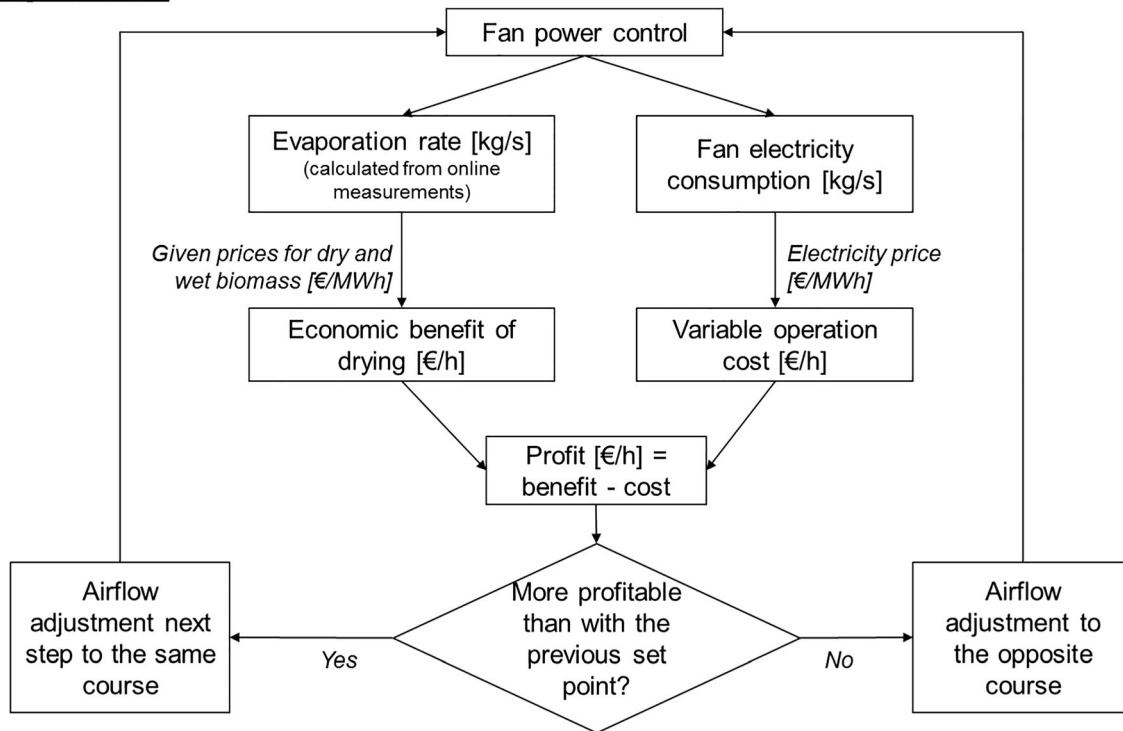 Fan power control
Evaporation rate [kg/s]
(calculated from online
measurements)
Fan electricity
consumption [kg/s]
Given prices for dry and
wet biomass [€/MWh]
Electricity price
[€/MWh]
Economic benefit of
drying [€/h]
Variable operation
cost [€/h]
Profit [€/h] =
benefit - cost
More profitable
than with the
previous set
point?
Yes
No
Airflow
adjustment next
step to the same
course
Airflow
adjustment to
the opposite
course